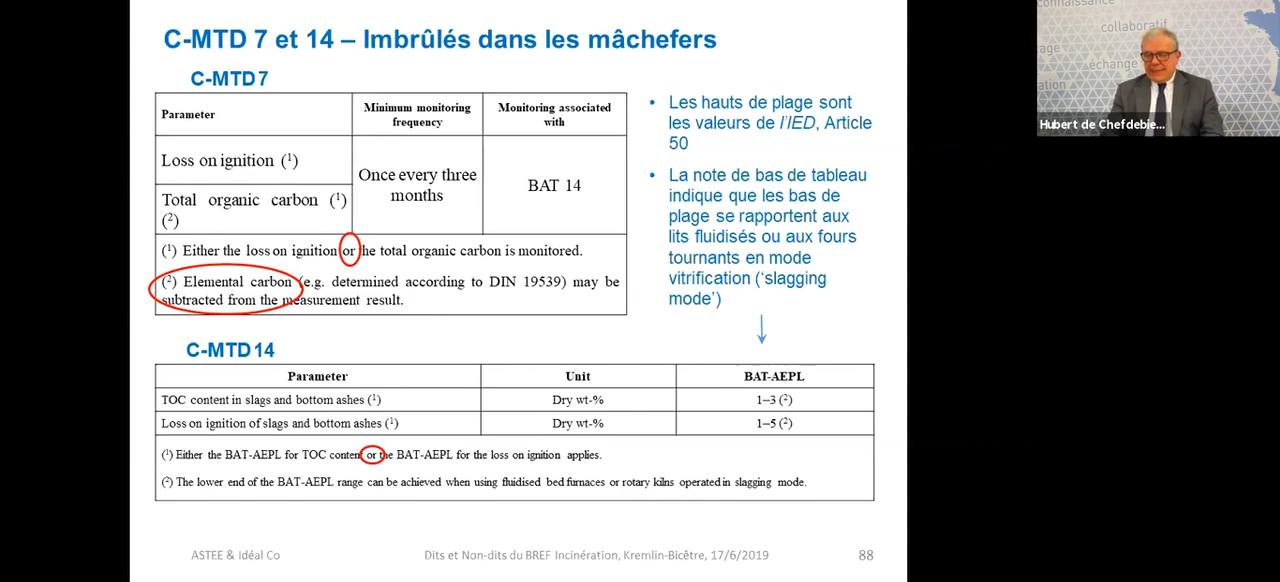 C-MTD 7 et 14 – Imbrûlés dans les mâchefers
C-MTD 7
Parameter
Minimum monitoring
frequency
Monitoring associated
with
Loss on ignition (¹)
Total organic carbon (¹)
(²)
Once every three
months
BAT 14
(¹) Either the loss on ignition or the total organic carbon is monitored.
(²) Elemental carbon (e.g. determined according to DIN 19539) may be
subtracted from the measurement result.
• Les hauts de plage sont
les valeurs de l'IED, Article
50
• La note de bas de tableau
indique que les bas de
plage se rapportent aux
lits fluidisés ou aux fours
tournants en mode
vitrification ('slagging
mode')
C-MTD 14
Parameter Unit BAT-AEPL
TOC content in slags and bottom ashes (¹) Dry wt-% 1–3 (²)
Loss on ignition of slags and bottom ashes (¹) Dry wt-% 1–5 (²)
(¹) Either the BAT-AEPL for TOC content or the BAT-AEPL for the loss on ignition applies.
(²) The lower end of the BAT-AEPL range can be achieved when using fluidised bed furnaces or rotary kilns operated in slagging mode.
ASTEE & Idéal Co Dits et Non-dits du BREF Incinération, Kremlin-Bicêtre, 17/6/2019 88
connaissance
collaboratif
échange
Hubert de Chefdebie...